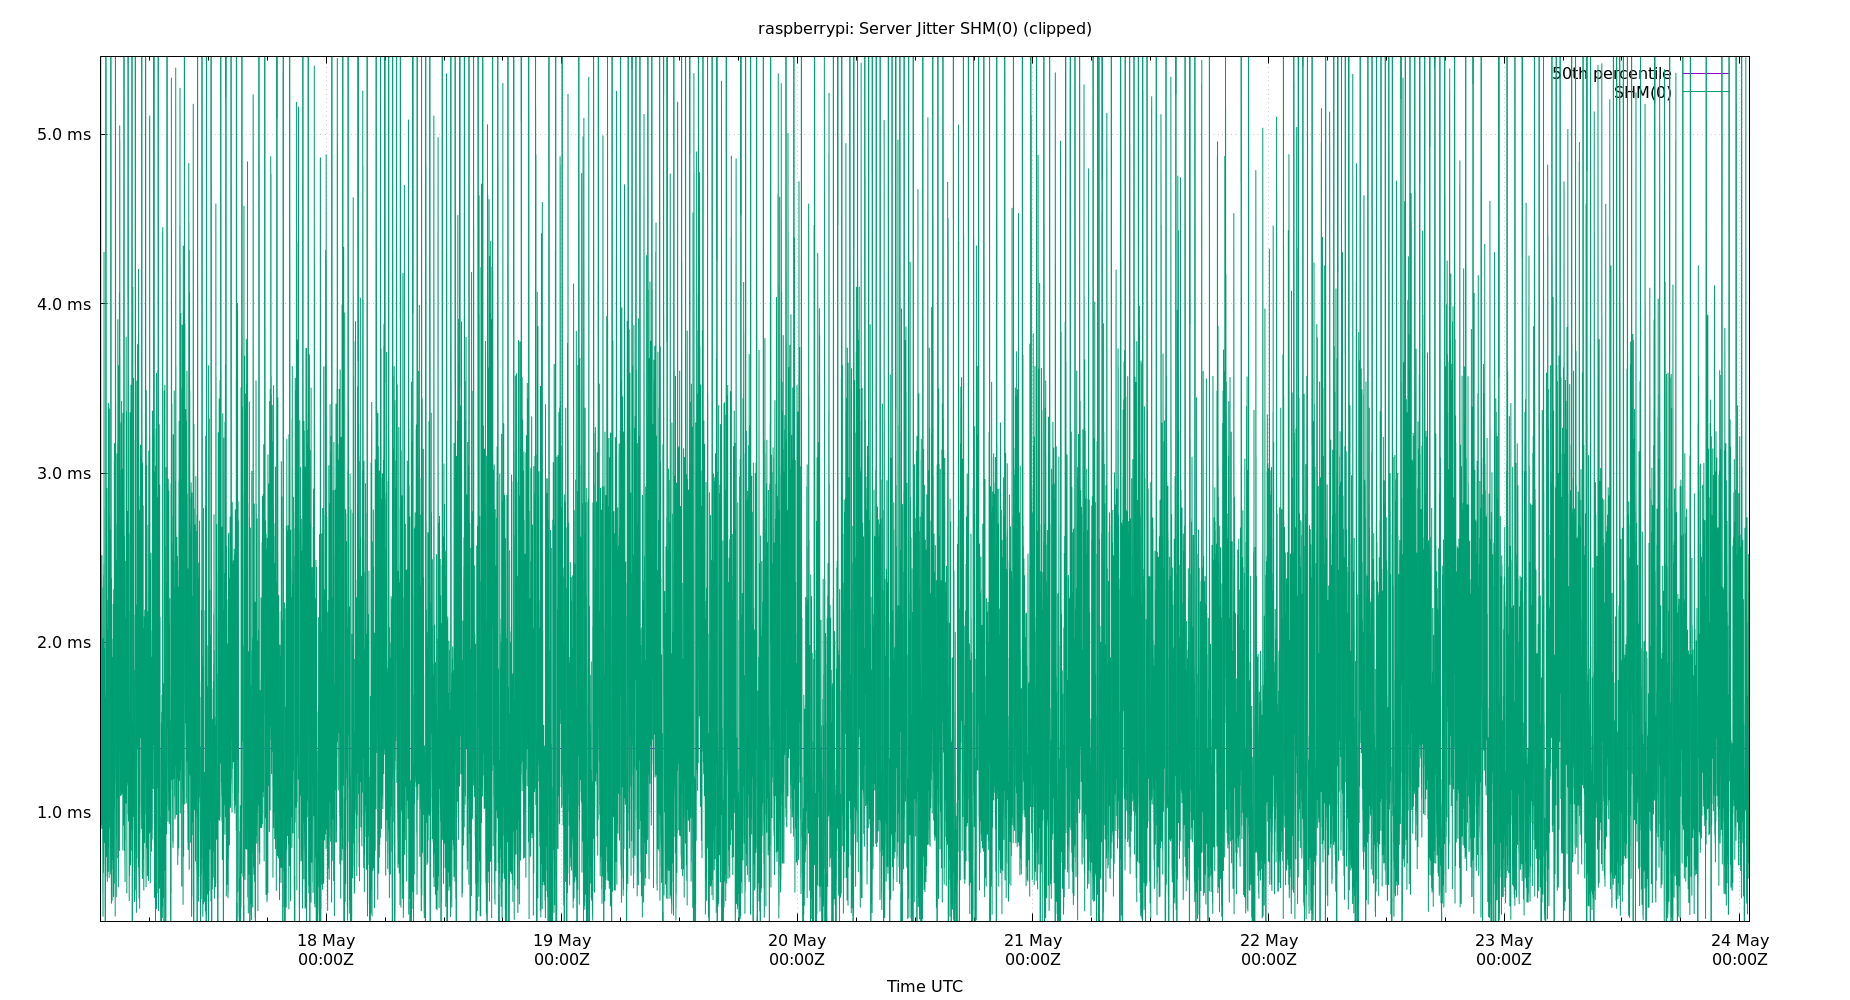 raspberrypi: Server Jitter SHM(0) (clipped)
50th percentile
SHM(0)
5.0 ms
4.0 ms
3.0 ms
2.0 ms
1.0 ms
18 May 19 May 20 May 21 May 22 May 23 May 24 May
00:00Z 00:00Z 00:00Z 00:00Z 00:00Z 00:00Z 00:00Z
Time UTC